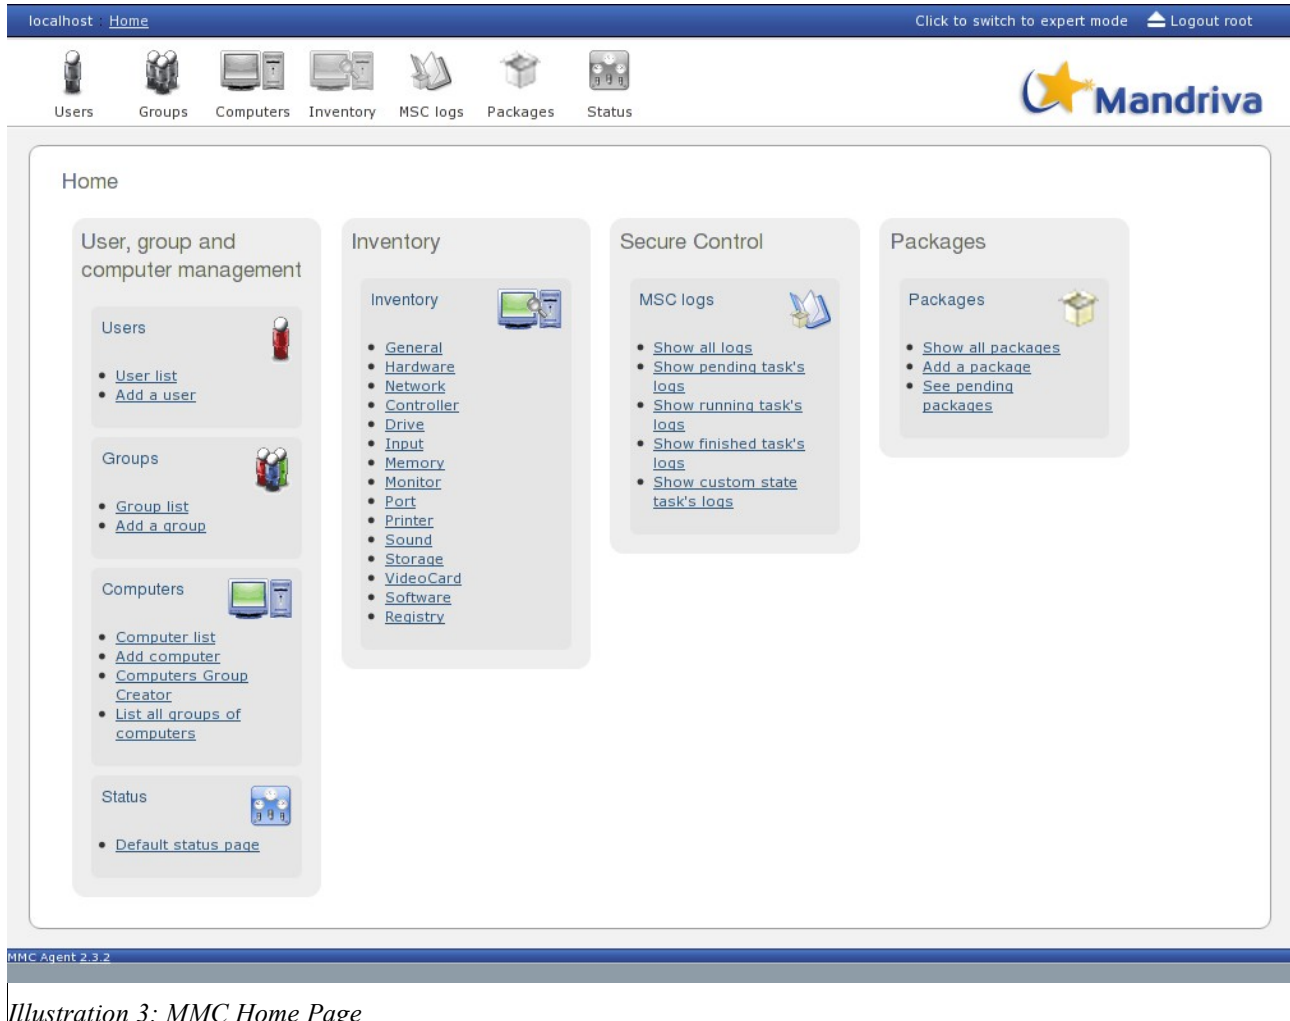 localhost : Home
Click to switch to expert mode Logout root
Users Groups Computers Inventory MSC logs Packages Status
Mandriva
Home
User, group and
computer management
Users
User list
Add a user
Groups
Group list
Add a group
Computers
Computer list
Add computer
Computers Group
Creator
List all groups of
computers
Status
Default status page
Inventory
Inventory
General
Hardware
Network
Controller
Drive
Input
Memory
Monitor
Port
Printer
Sound
Storage
VideoCard
Software
Registry
Secure Control
MSC logs
Show all logs
Show pending task's
logs
Show running task's
logs
Show finished task's
logs
Show custom state
task's logs
Packages
Packages
Show all packages
Add a package
See pending
packages
MMC Agent 2.3.2
Illustration 3: MMC Home Page